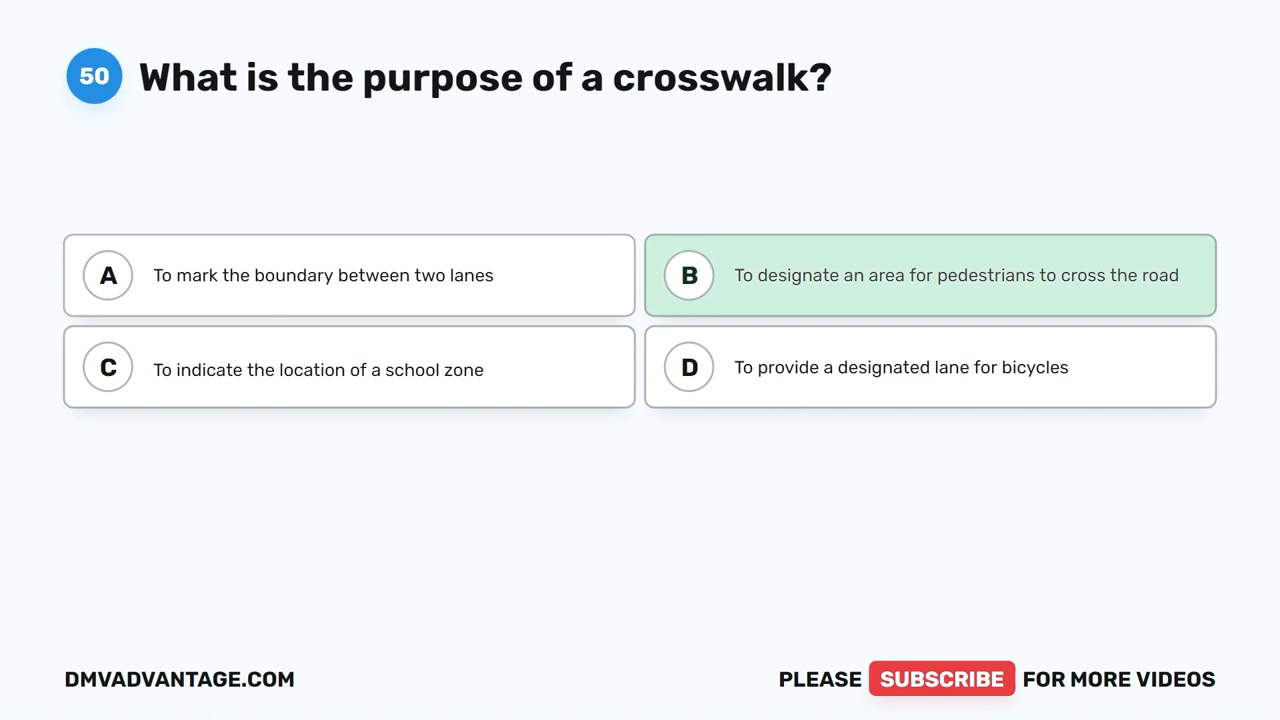 50 What is the purpose of a crosswalk?
A To mark the boundary between two lanes
B To designate an area for pedestrians to cross the road
C To indicate the location of a school zone
D To provide a designated lane for bicycles
DMVADVANTAGE.COM
PLEASE SUBSCRIBE FOR MORE VIDEOS